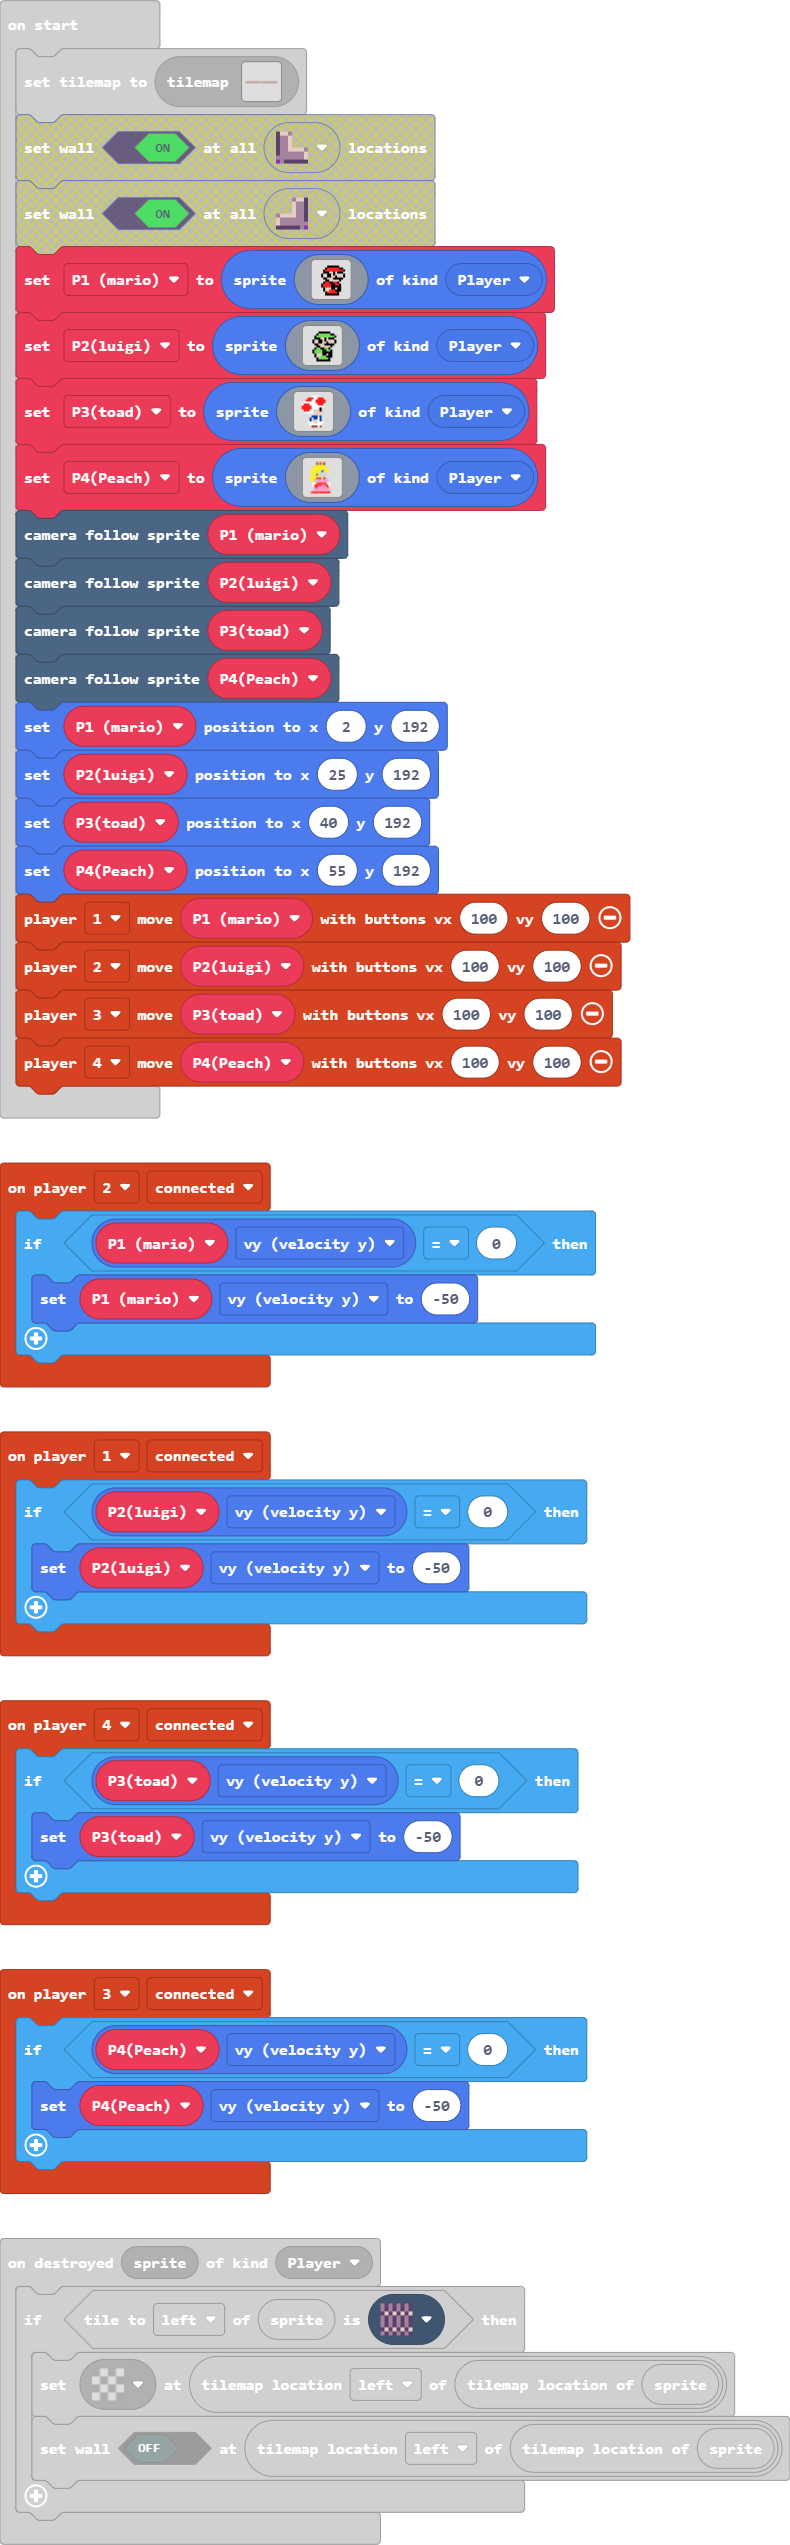 on start
set tilemap to tilemap
set wall ON at all locations
set wall ON at all locations
set P1 (mario) to sprite of kind Player
set P2(luigi) to sprite of kind Player
set P3(toad) to sprite of kind Player
set P4(Peach) to sprite of kind Player
camera follow sprite P1 (mario)
camera follow sprite P2(luigi)
camera follow sprite P3(toad)
camera follow sprite P4(Peach)
set P1 (mario) position to x 2 y 192
set P2(luigi) position to x 25 y 192
set P3(toad) position to x 40 y 192
set P4(Peach) position to x 55 y 192
player 1 move P1 (mario) with buttons vx 100 vy 100
player 2 move P2(luigi) with buttons vx 100 vy 100
player 3 move P3(toad) with buttons vx 100 vy 100
player 4 move P4(Peach) with buttons vx 100 vy 100
on player 2 connected
if P1 (mario) vy (velocity y) = 0 then
set P1 (mario) vy (velocity y) to -50
on player 1 connected
if P2(luigi) vy (velocity y) = 0 then
set P2(luigi) vy (velocity y) to -50
on player 4 connected
if P3(toad) vy (velocity y) = 0 then
set P3(toad) vy (velocity y) to -50
on player 3 connected
if P4(Peach) vy (velocity y) = 0 then
set P4(Peach) vy (velocity y) to -50
on destroyed sprite of kind Player
if tile to left of sprite is then
set at tilemap location left of tilemap location of sprite
set wall OFF at tilemap location left of tilemap location of sprite